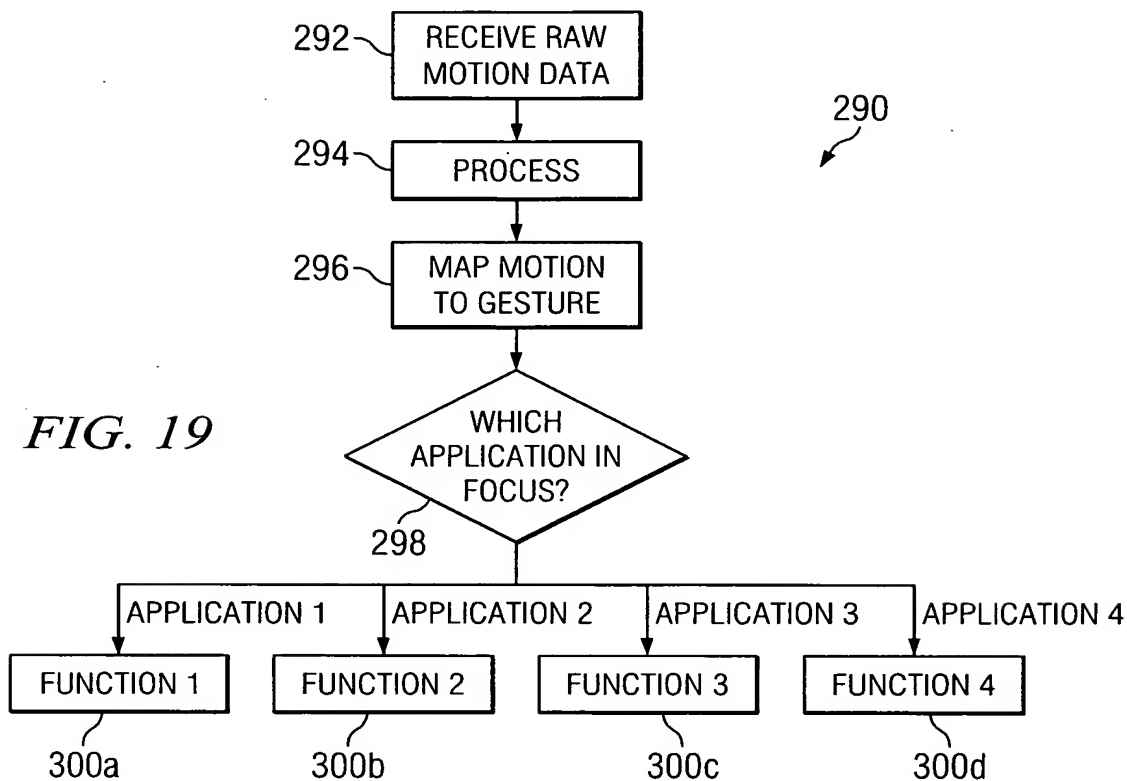 292
RECEIVE RAW
MOTION DATA
290
294
PROCESS
296
MAP MOTION
TO GESTURE
FIG. 19
WHICH
APPLICATION IN
FOCUS?
298
APPLICATION 1
APPLICATION 2
APPLICATION 3
APPLICATION 4
FUNCTION 1
FUNCTION 2
FUNCTION 3
FUNCTION 4
300a
300b
300c
300d